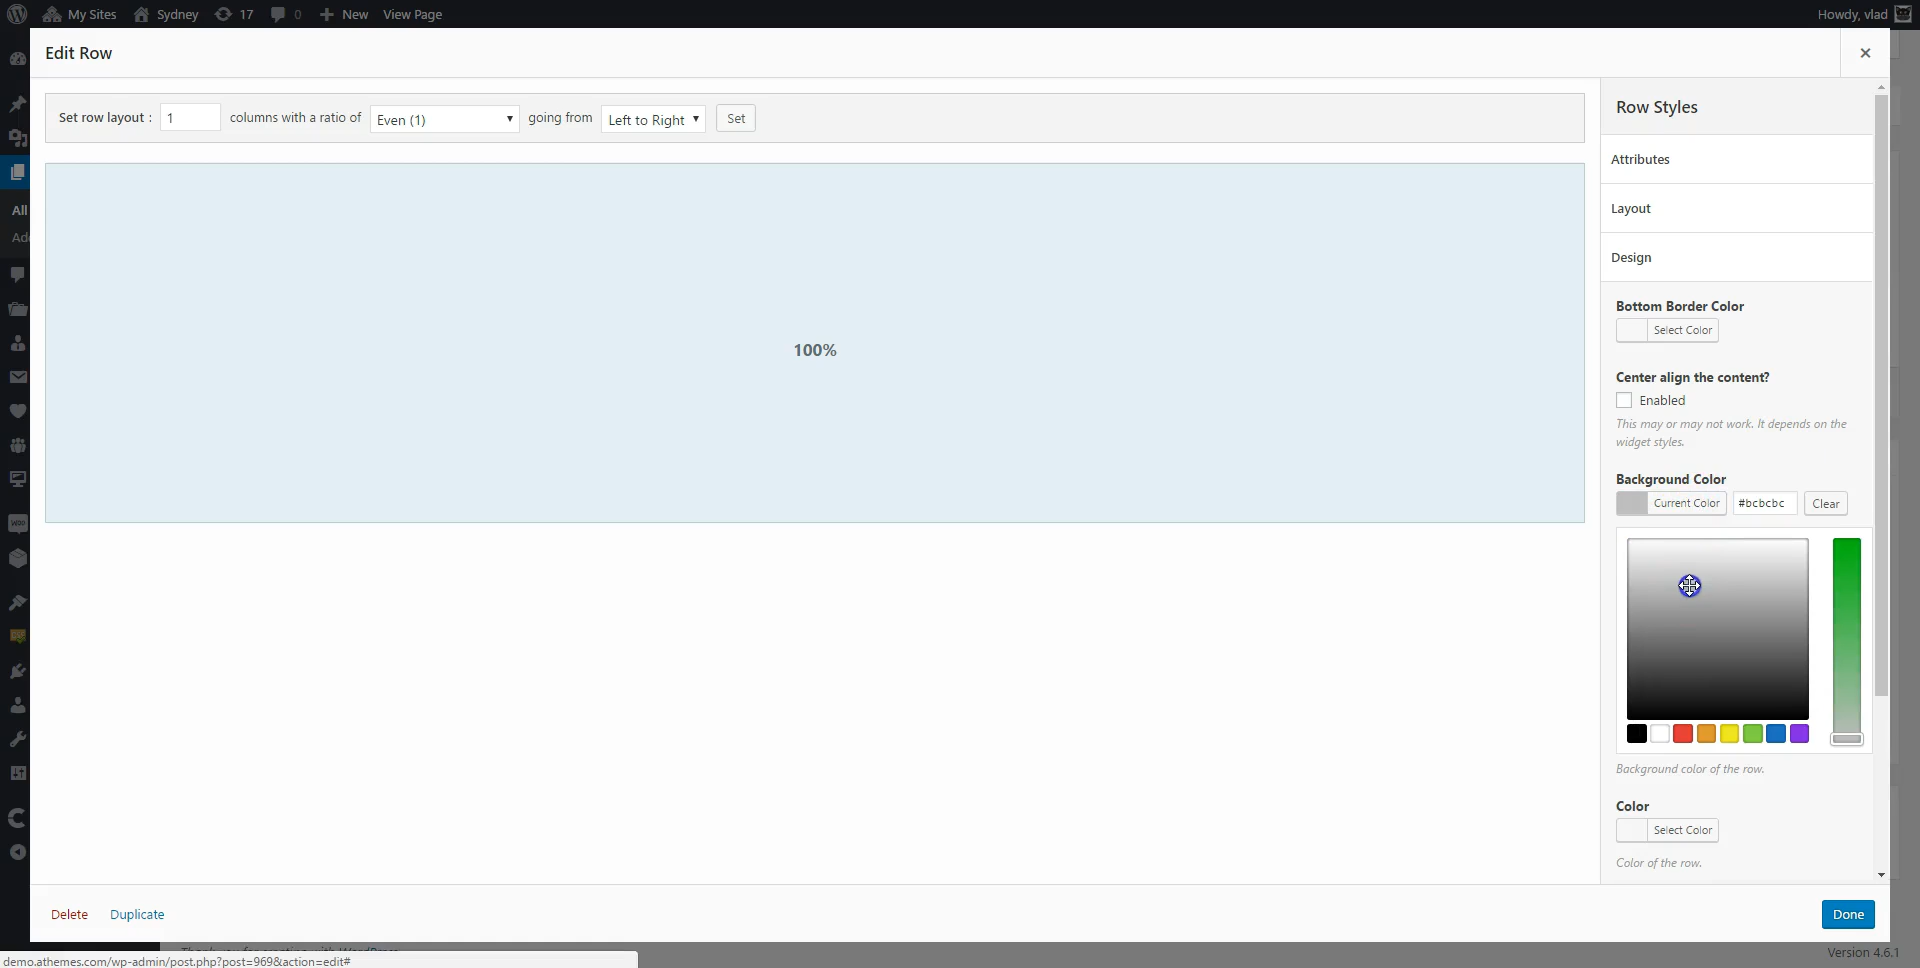 My Sites Sydney 17 0 New View Page Howdy, vlad
Edit Row
Set row layout : 1 columns with a ratio of Even (1) going from Left to Right Set
Row Styles
Attributes
Layout
All
Design
Bottom Border Color
Select Color
100%
Center align the content?
Enabled
This may or may not work. It depends on the
widget styles.
Background Color
Current Color #bcbcbc Clear
WOO
Background color of the row.
Color
Select Color
Color of the row.
Delete Duplicate Done
Version 4.6.1
demo.athemes.com/wp-admin/post.php?post=969&action=edit#